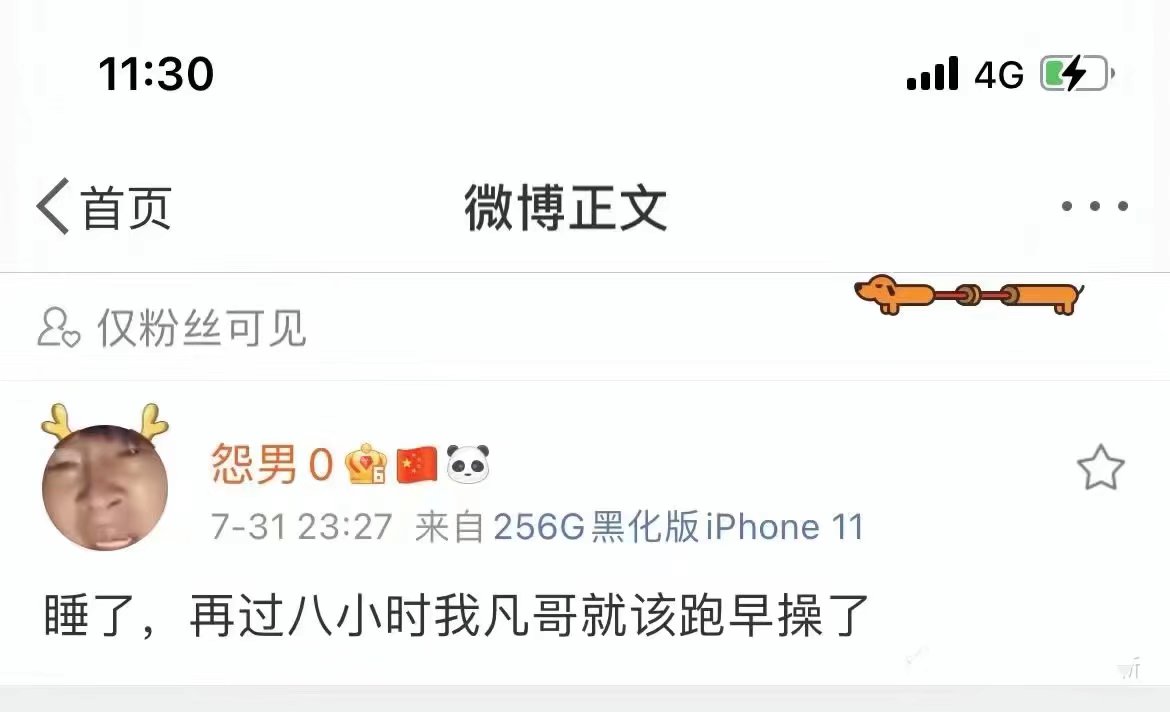 11:30 4G
首页 微博正文
仅粉丝可见
怨男0
7-31 23:27 来自 256G黑化版iPhone 11
睡了，再过八小时我凡哥就该跑早操了